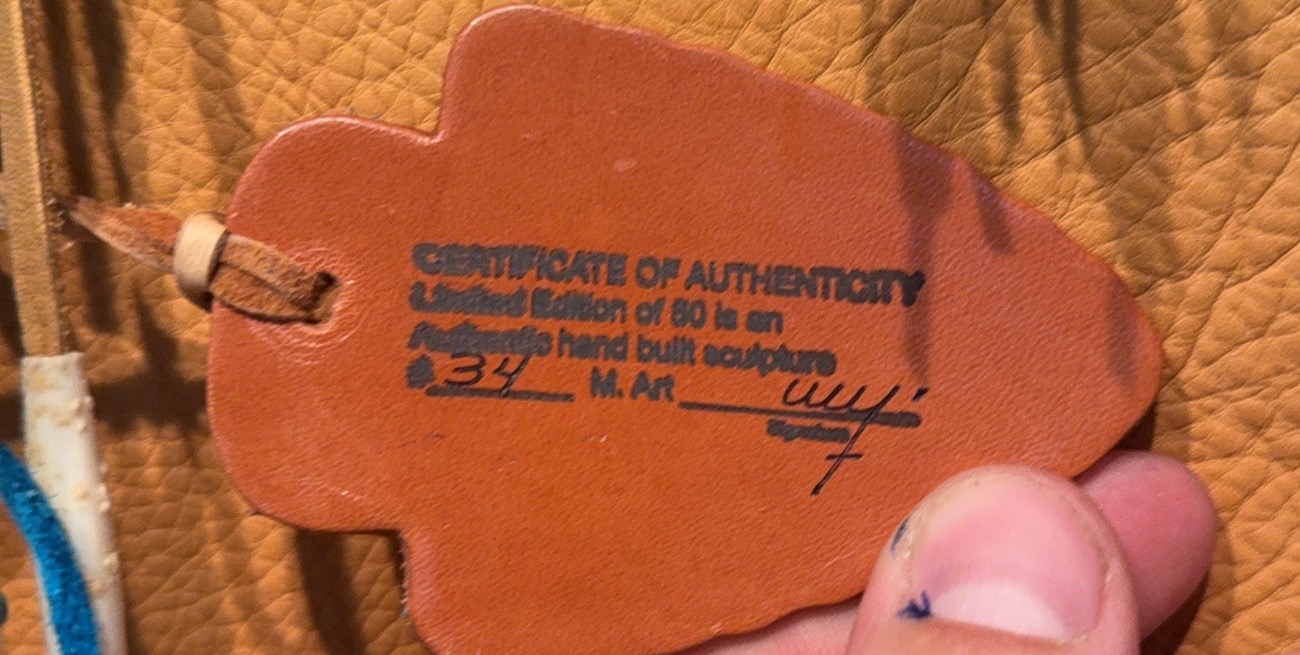 CERTIFICATE OF AUTHENTICITY
Limited Edition of 50 is an
Authentic hand built sculpture
# 34 M. Art
Signature